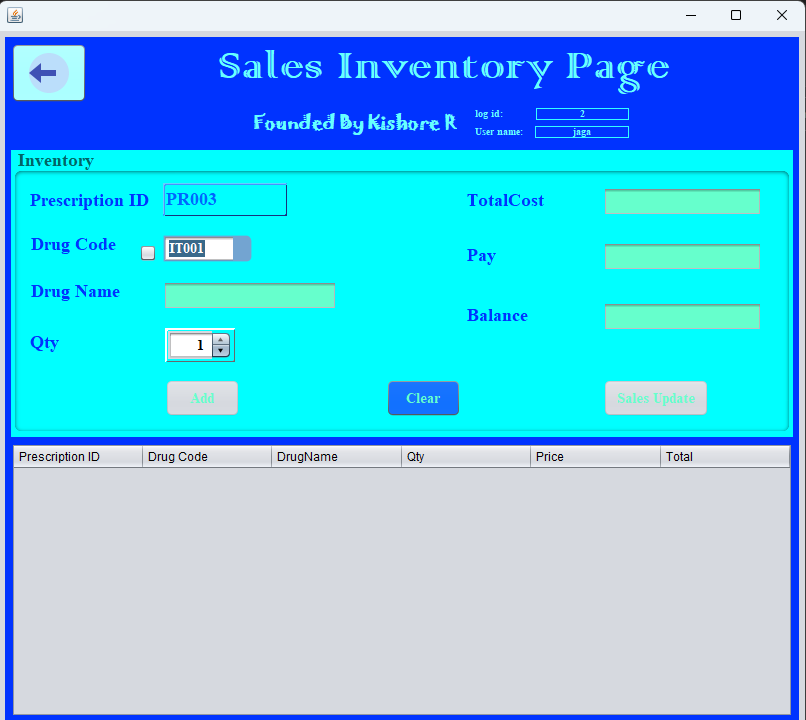 Sales Inventory Page
Founded By Kishore R
log id: 2
User name: jaga
Inventory
Prescription ID PR003 TotalCost
Drug Code IT001 Pay
Drug Name Balance
Qty 1
Add Clear Sales Update
Prescription ID Drug Code DrugName Qty Price Total